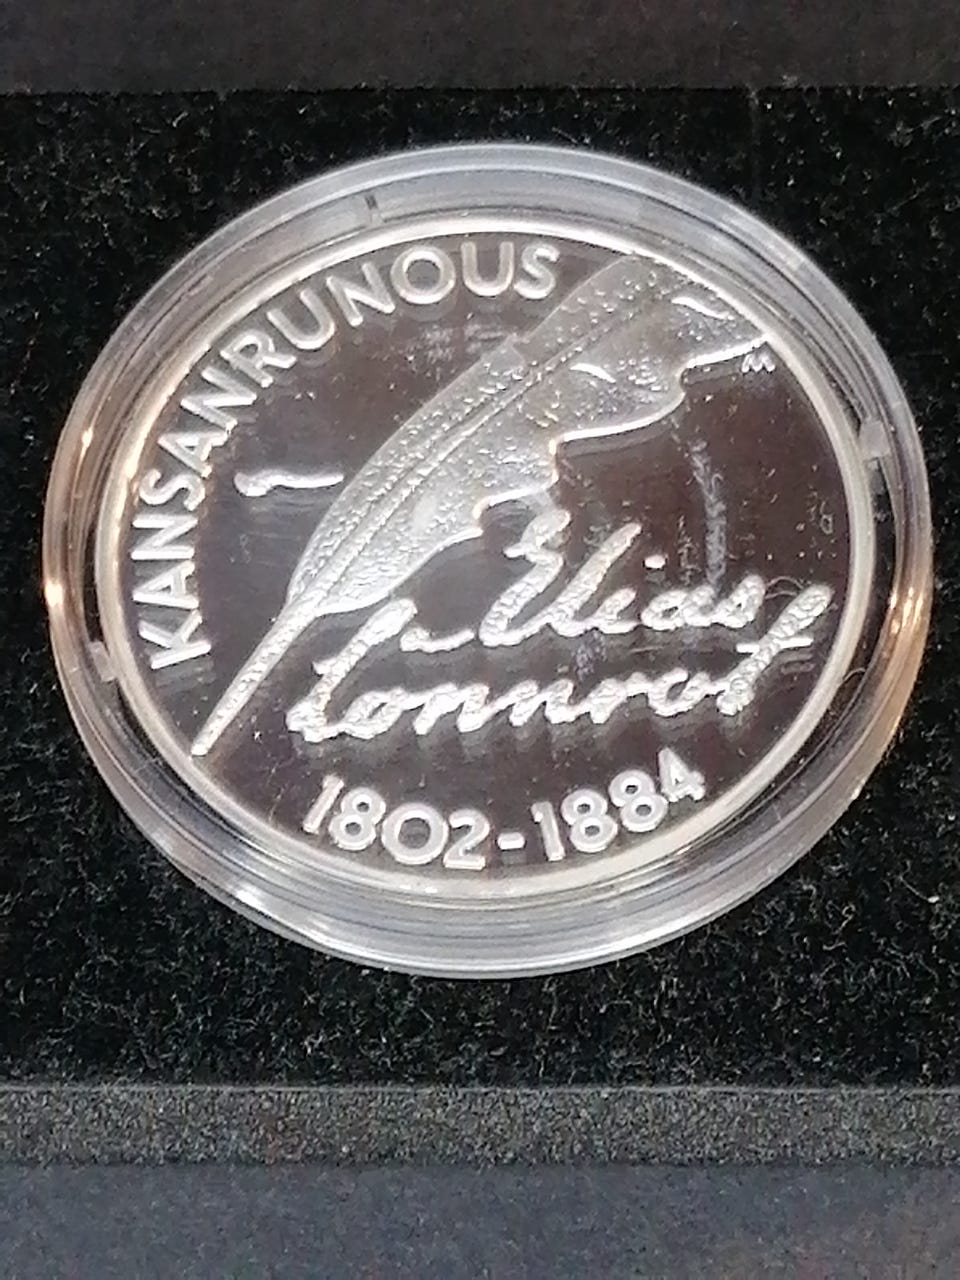 KANSANRUNOUS
Elias
Lönnrot
1802-1884
M